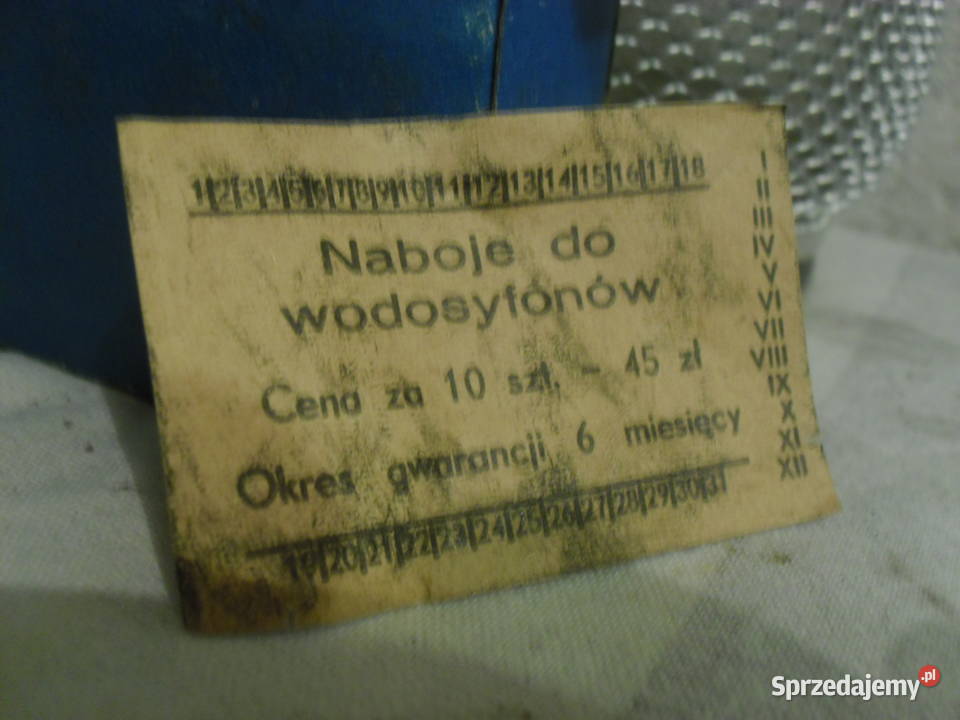 1|2|3|4|5|6|7|8|9|10|11|12|13|14|15|16|17|18
Naboje do
wodosyfonów
Cena za 10 szt. - 45 zł
Okres gwarancji 6 miesięcy
19|20|21|22|23|24|25|26|27|28|29|30|31
I
II
III
IV
V
VI
VII
VIII
IX
X
XI
XII
Sprzedajemy.pl